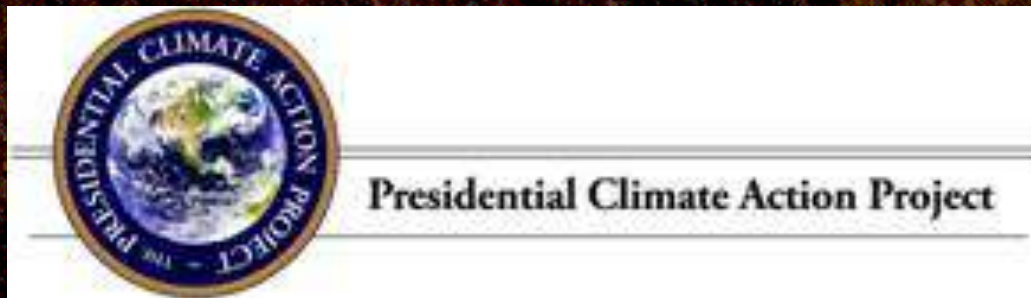 THE PRESIDENTIAL CLIMATE ACTION PROJECT -
Presidential Climate Action Project